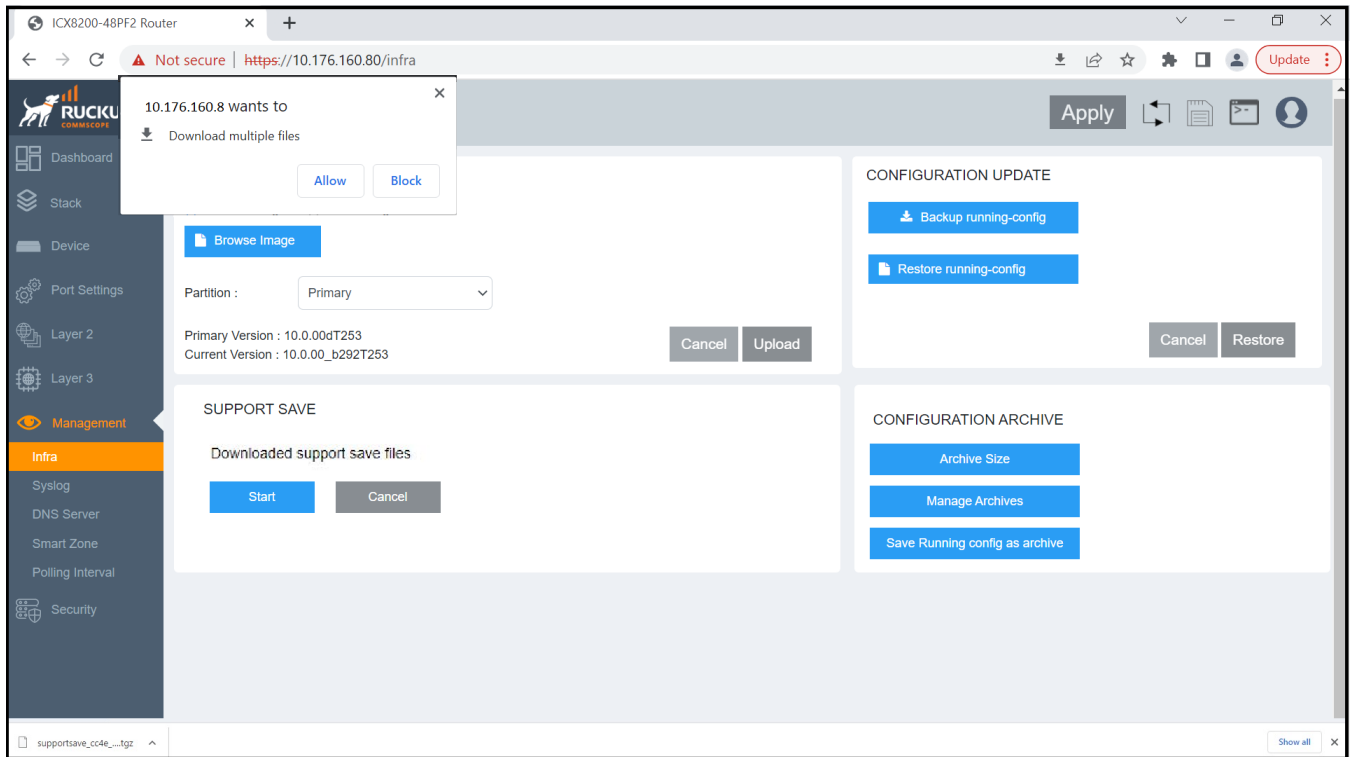 ICX8200-48PF2 Router
Not secure https://10.176.160.80/infra
Update
10.176.160.8 wants to
Download multiple files
Allow Block
RUCKU
COMMSCOPE
Apply
Dashboard
Stack
Device
Port Settings
Layer 2
Layer 3
Management
Infra
Syslog
DNS Server
Smart Zone
Polling Interval
Security
Browse Image
Partition : Primary
Primary Version : 10.0.00dT253
Current Version : 10.0.00_b292T253
Cancel Upload
CONFIGURATION UPDATE
Backup running-config
Restore running-config
Cancel Restore
SUPPORT SAVE
Downloaded support save files
Start Cancel
CONFIGURATION ARCHIVE
Archive Size
Manage Archives
Save Running config as archive
supportsave_cc4e_....tgz
Show all